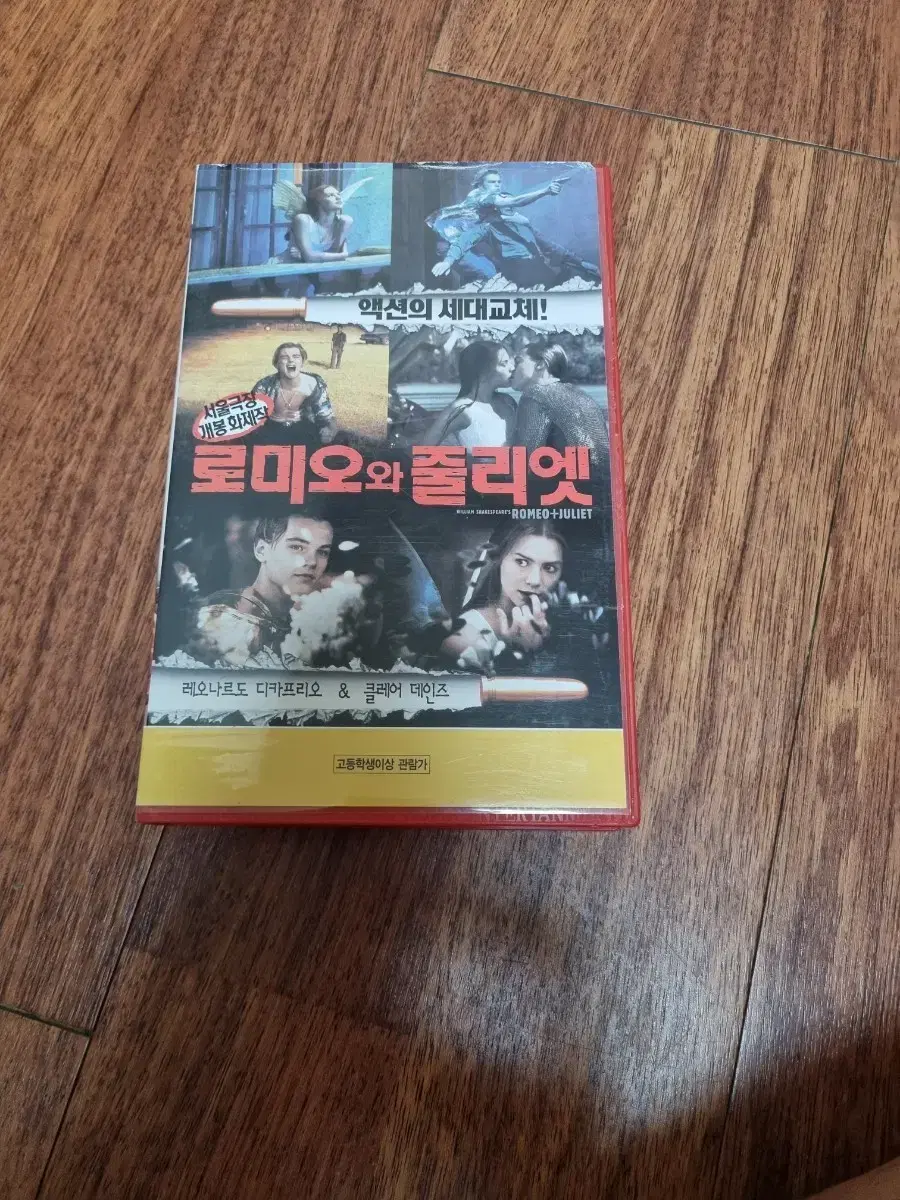 액션의 세대교체!
서울극장
개봉 화제작
로미오와 줄리엣
WILLIAM SHAKESPEARE'S ROMEO+JULIET
레오나르도 디카프리오 & 클레어 데인즈
고등학생이상 관람가